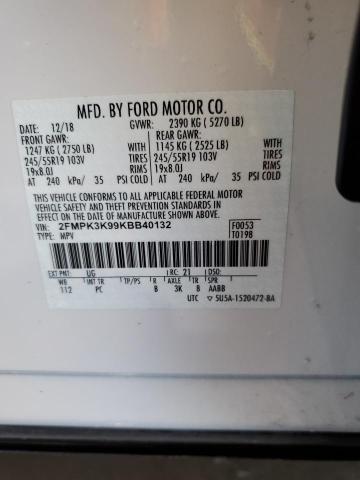 MFD. BY FORD MOTOR CO.
DATE: 12/18 GVWR: 2390 KG (5270 LB)
FRONT GAWR: REAR GAWR:
1247 KG (2750 LB) WITH 1145 KG (2525 LB) WITH
245/55R19 103V TIRES 245/55R19 103V TIRES
19x8.0J RIMS 19x8.0J RIMS
AT 240 kPa/ 35 PSI COLD AT 240 kPa/ 35 PSI COLD
THIS VEHICLE CONFORMS TO ALL APPLICABLE FEDERAL MOTOR
VEHICLE SAFETY AND THEFT PREVENTION STANDARDS IN EFFECT
ON THE DATE OF MANUFACTURE SHOWN ABOVE.
VIN: 2FMPK3K99KBB40132 F0053
TYPE: MPV T0198
EXT PNT: UG RC: 21 DSO:
WB INT TR TP/PS R AX TR SPR
112 PC B 3K 8 AABB
UTC 5U5A-1520472-BA